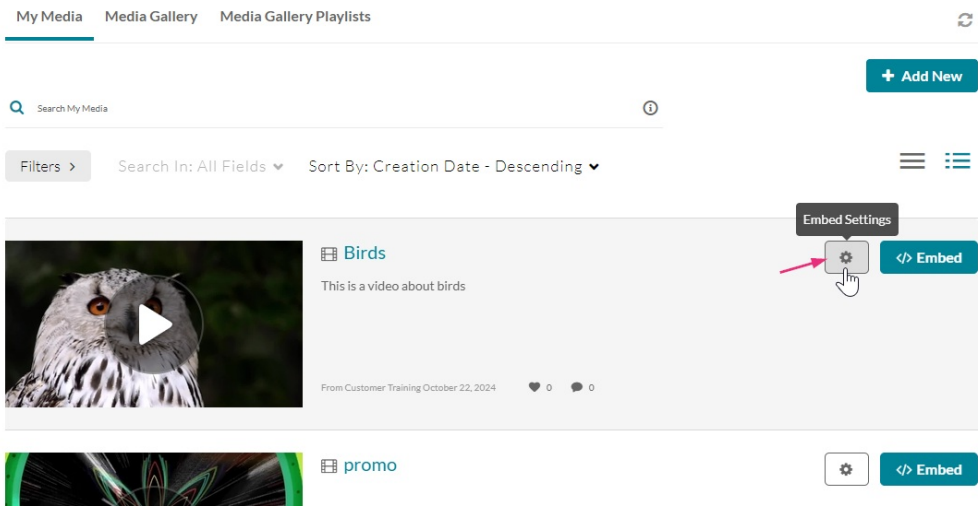 My Media Media Gallery Media Gallery Playlists
+ Add New
Search My Media
Filters > Search In: All Fields Sort By: Creation Date - Descending
Embed Settings
Birds </> Embed
This is a video about birds
From Customer Training October 22, 2024 0 0
promo </> Embed